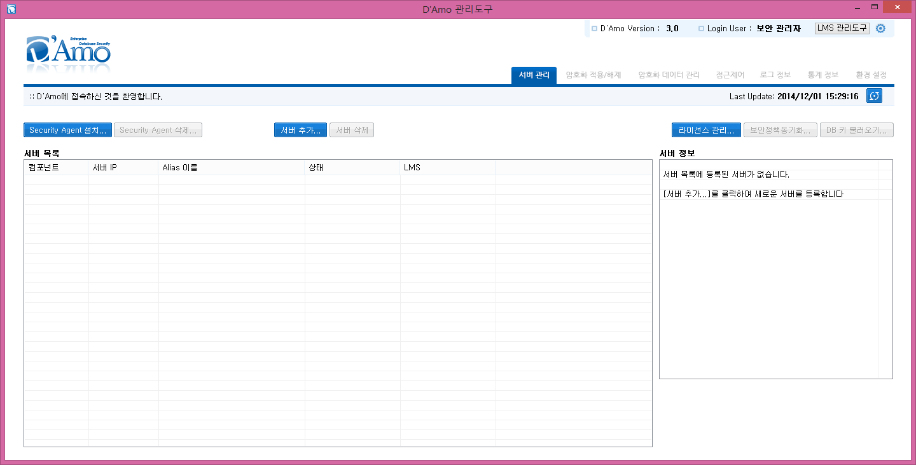 D'Amo 관리도구
D'Amo Version : 3,0 Login User : 보안 관리자 LMS 관리도구
Enterprise
Database Security
D'Amo
서버 관리 암호화 적용/해제 암호화 데이터 관리 접근제어 로그 정보 통계 정보 환경 설정
:: D'Amo에 접속하신 것을 환영합니다. Last Update: 2014/12/01 15:29:16
Security Agent 설치... Security Agent 삭제... 서버 추가... 서버 삭제 라이선스 관리... 보안정책동기화... DB 키 불러오기...
서버 목록 서버 정보
컴포넌트 서버 IP Alias 이름 상태 LMS
서버 목록에 등록된 서버가 없습니다.
[서버 추가...]를 클릭하여 새로운 서버를 등록합니다